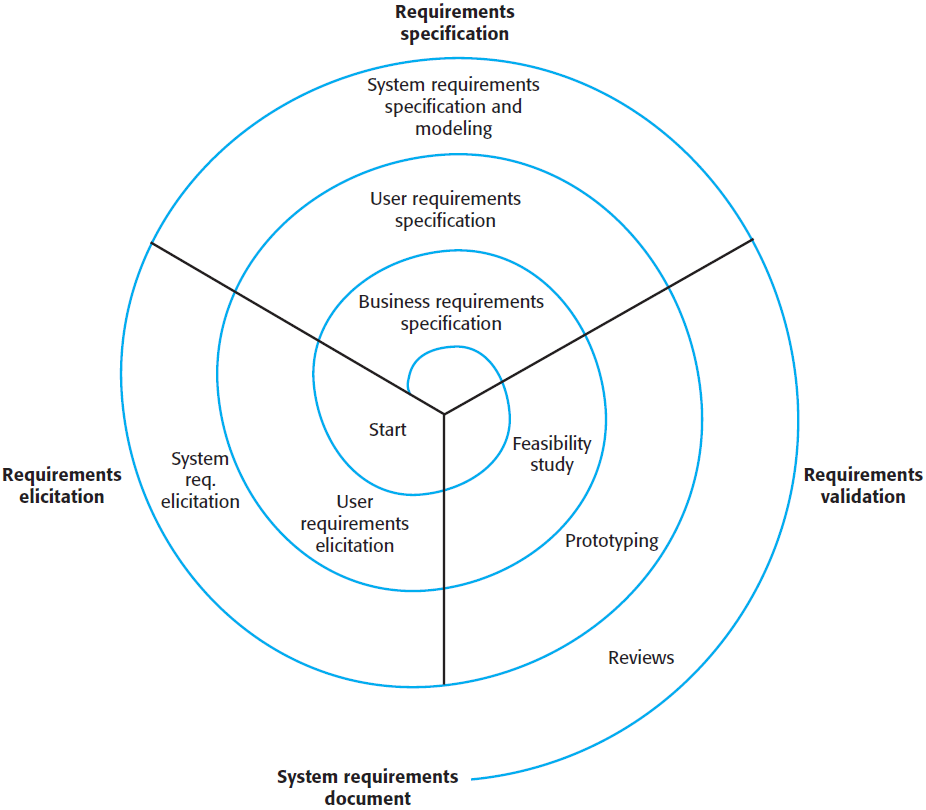 Requirements
specification
System requirements
specification and
modeling
User requirements
specification
Business requirements
specification
Start
Feasibility
study
System
req.
elicitation
Requirements
elicitation
User
requirements
elicitation
Requirements
validation
Prototyping
Reviews
System requirements
document